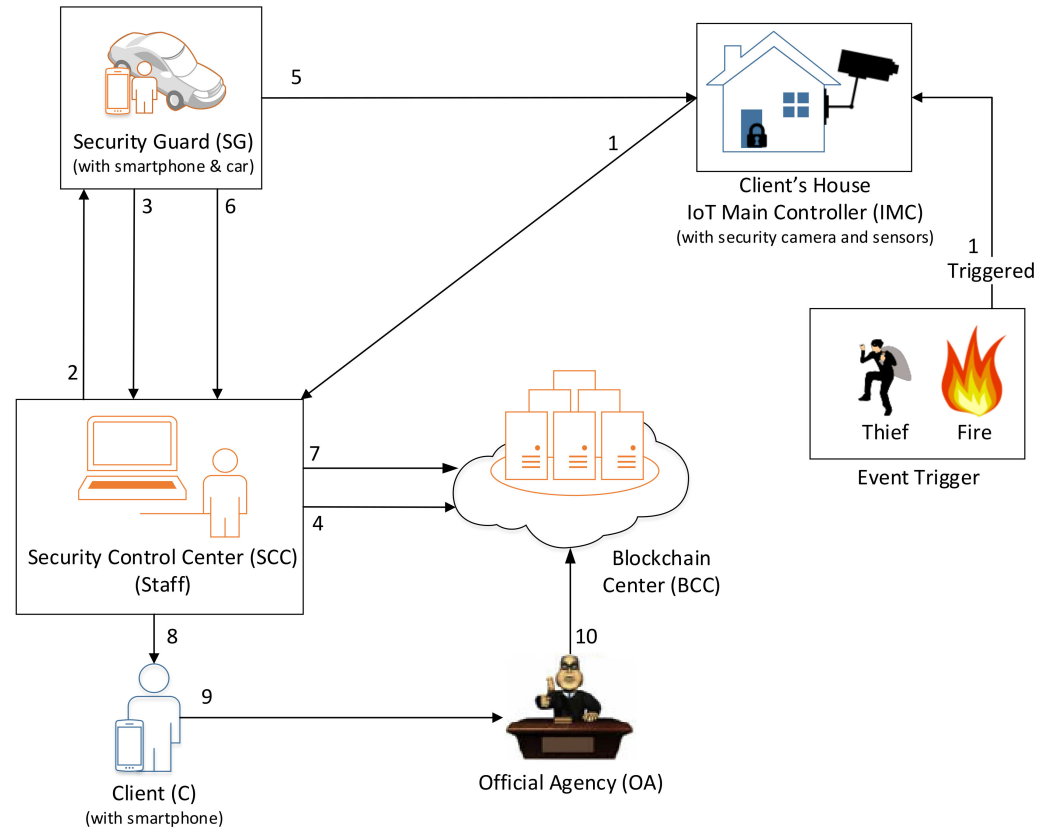 5
Security Guard (SG)
(with smartphone & car)
1
Client’s House
IoT Main Controller (IMC)
(with security camera and sensors)
3
6
1
Triggered
2
Thief
Fire
Event Trigger
7
4
Security Control Center (SCC)
(Staff)
Blockchain
Center (BCC)
8
10
9
Official Agency (OA)
Client (C)
(with smartphone)